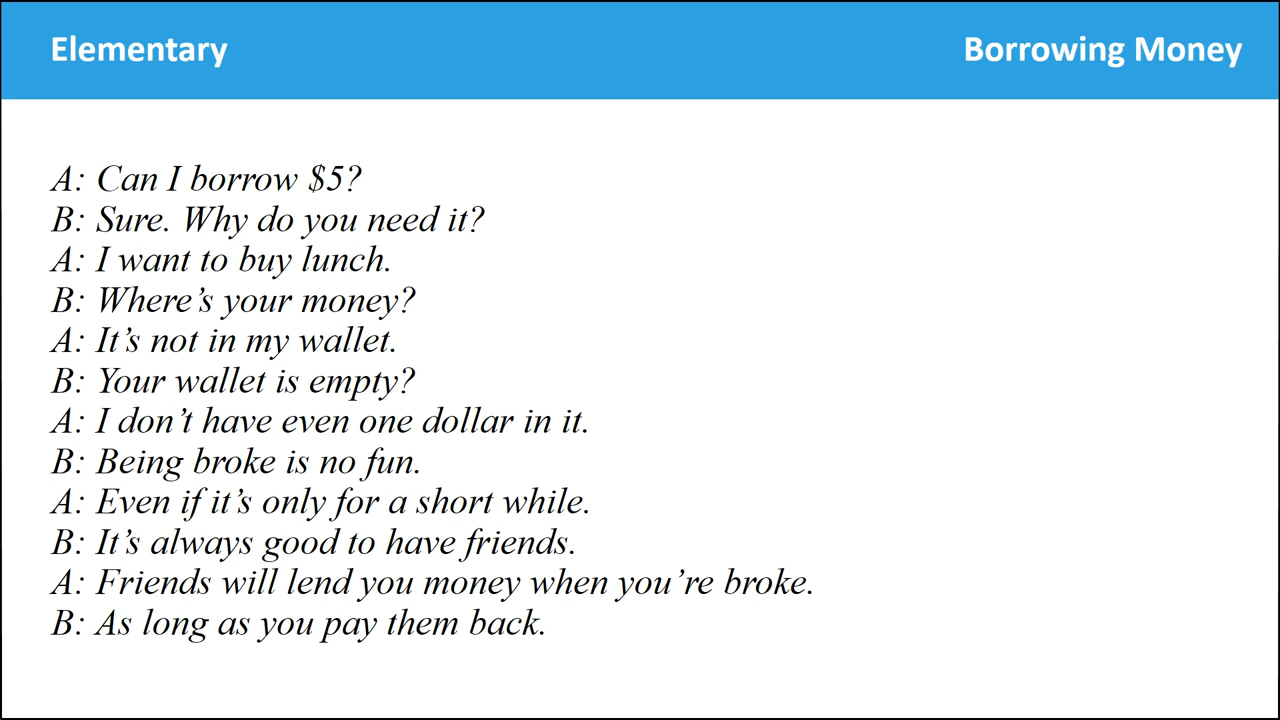 Elementary
Borrowing Money
A: Can I borrow $5?
B: Sure. Why do you need it?
A: I want to buy lunch.
B: Where’s your money?
A: It’s not in my wallet.
B: Your wallet is empty?
A: I don’t have even one dollar in it.
B: Being broke is no fun.
A: Even if it’s only for a short while.
B: It’s always good to have friends.
A: Friends will lend you money when you’re broke.
B: As long as you pay them back.